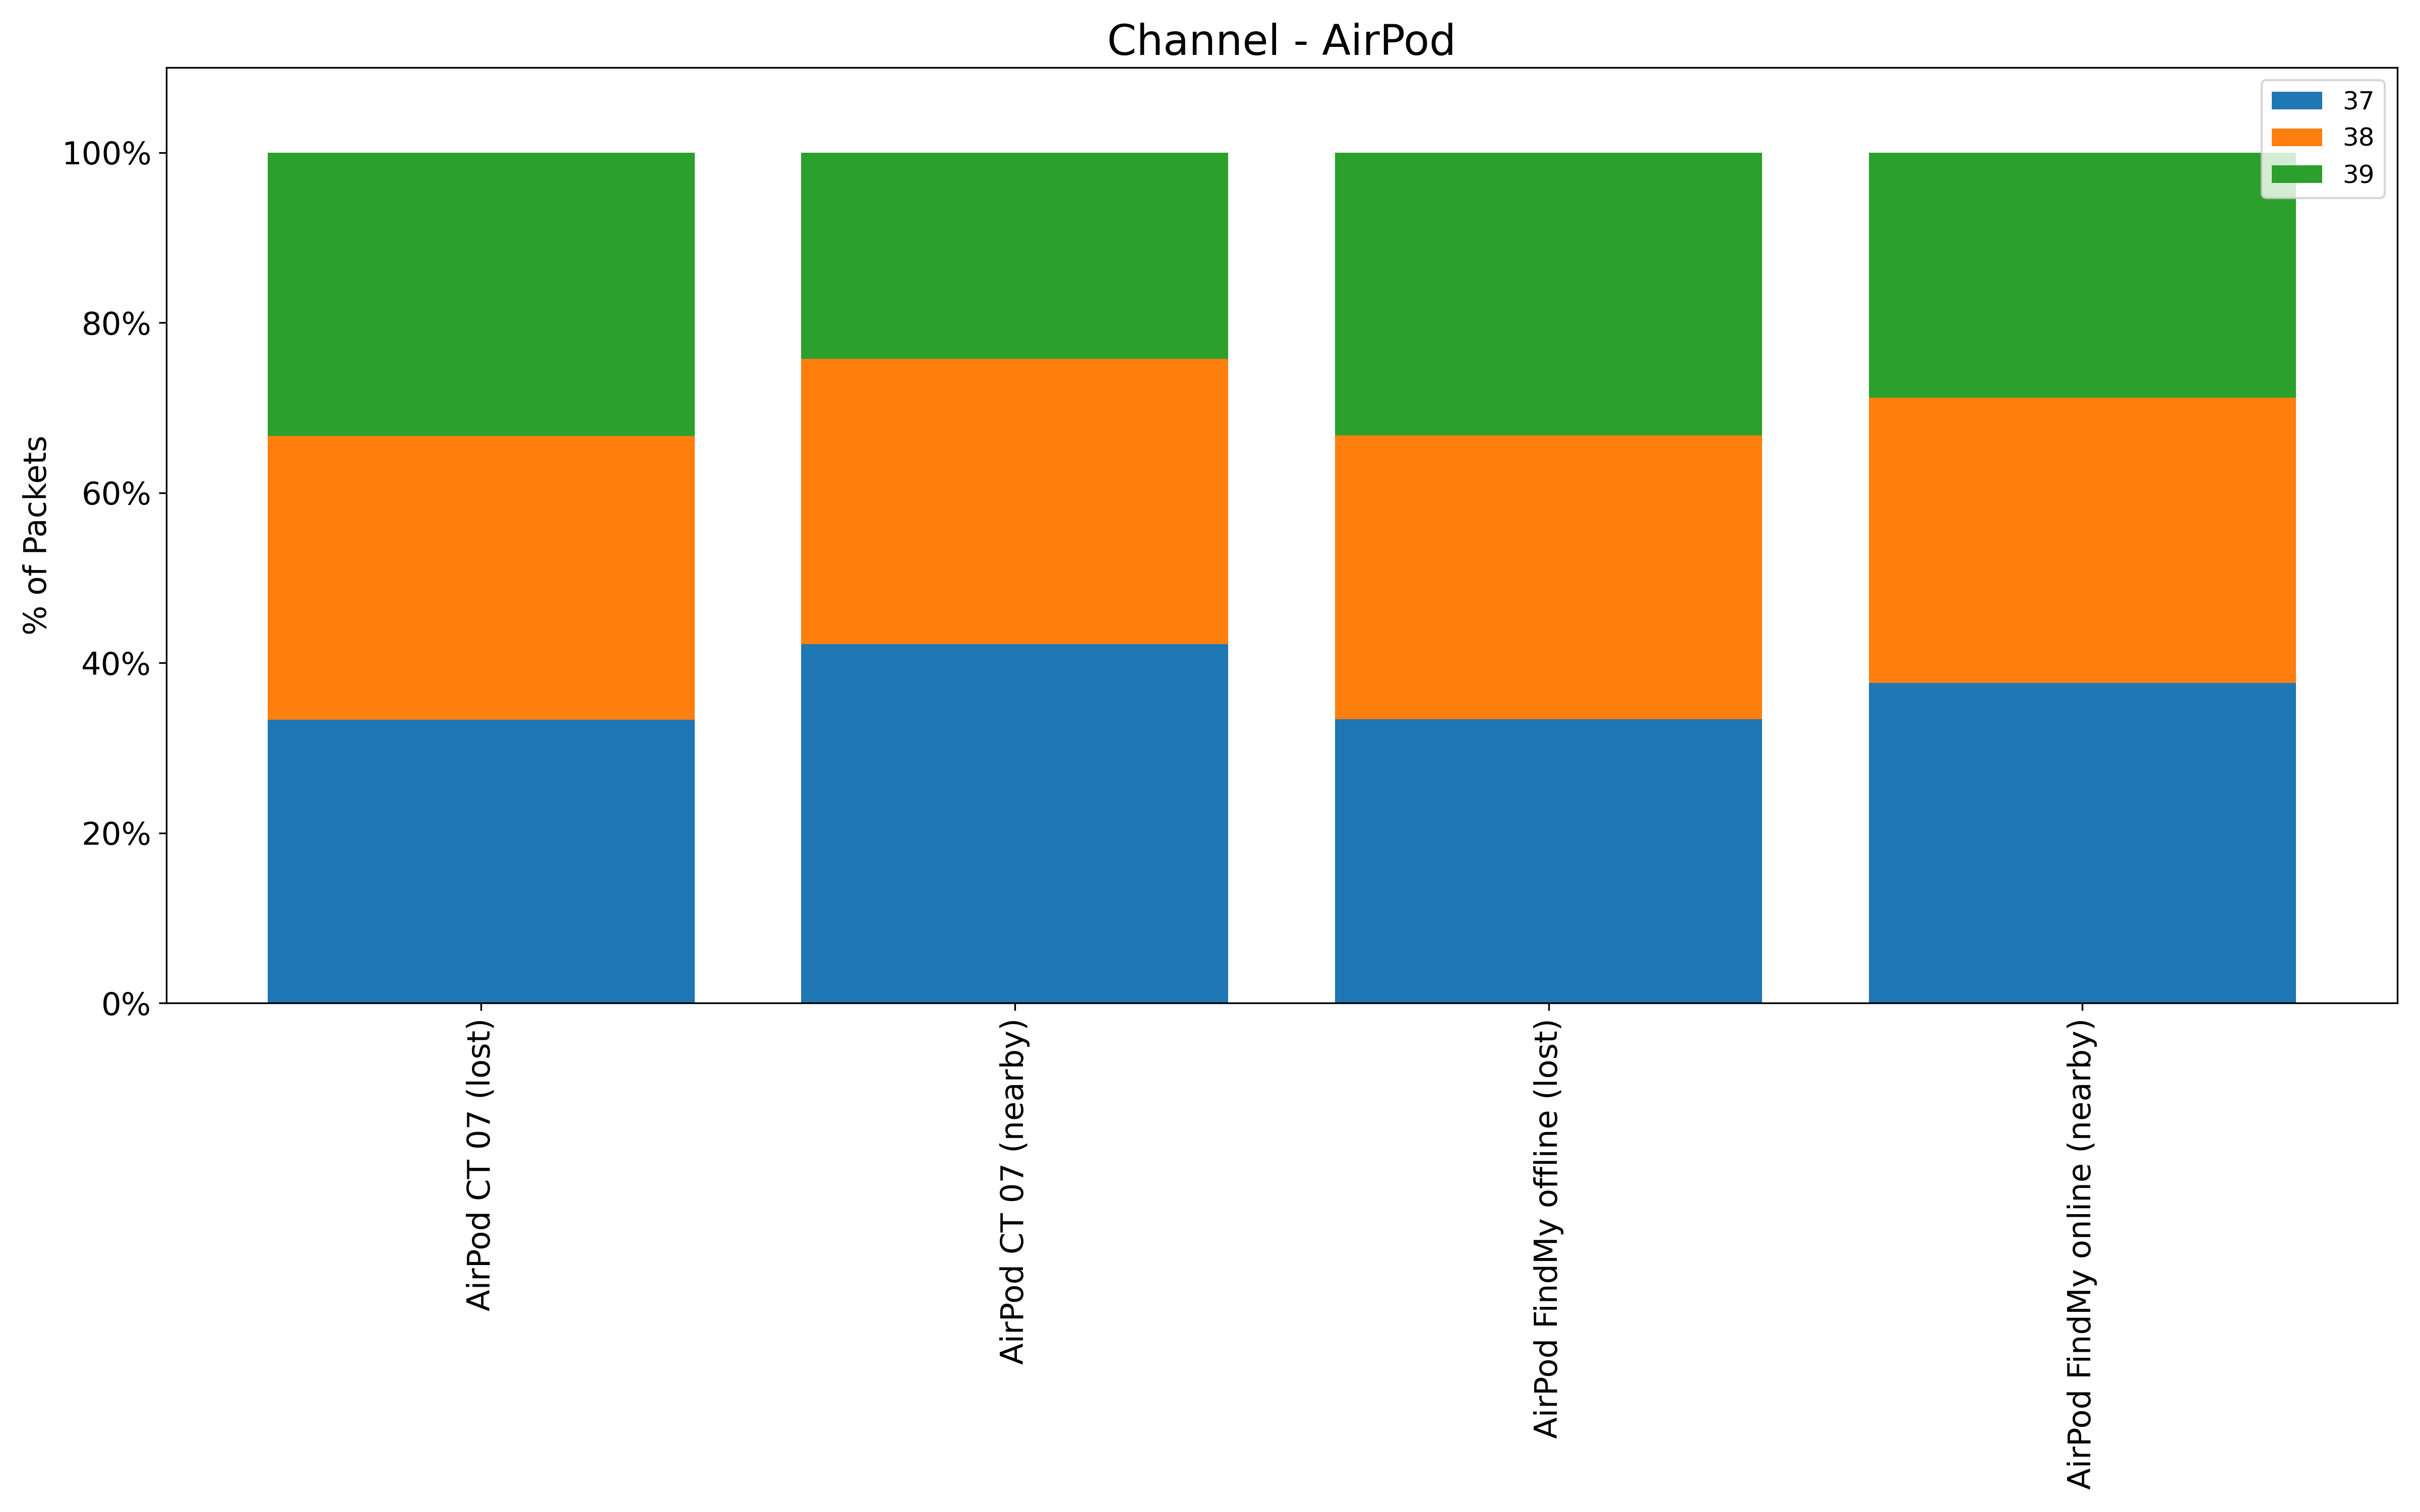 Channel - AirPod
37
38
39
100%
80%
60%
40%
20%
0%
% of Packets
AirPod CT 07 (lost)
AirPod CT 07 (nearby)
AirPod FindMy offline (lost)
AirPod FindMy online (nearby)